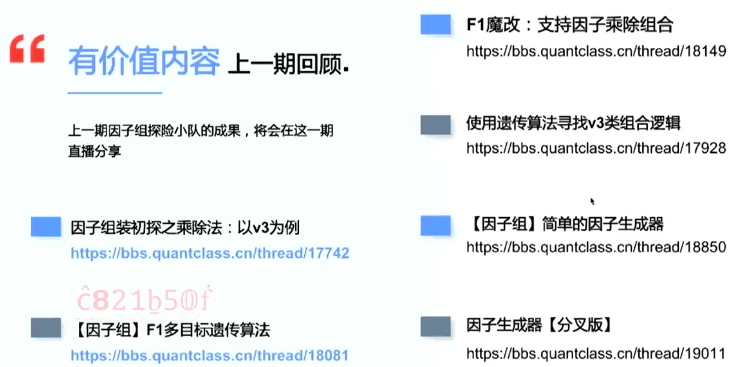 有价值内容 上一期回顾.
上一期因子组探险小队的成果，将会在这一期
直播分享
因子组装初探之乘除法：以v3为例
https://bbs.quantclass.cn/thread/17742
ĉ821ḇ5𝟘ḟ
【因子组】F1多目标遗传算法
https://bbs.quantclass.cn/thread/18081
F1魔改：支持因子乘除组合
https://bbs.quantclass.cn/thread/18149
使用遗传算法寻找v3类组合逻辑
https://bbs.quantclass.cn/thread/17928
【因子组】简单的因子生成器
https://bbs.quantclass.cn/thread/18850
因子生成器【分叉版】
https://bbs.quantclass.cn/thread/19011